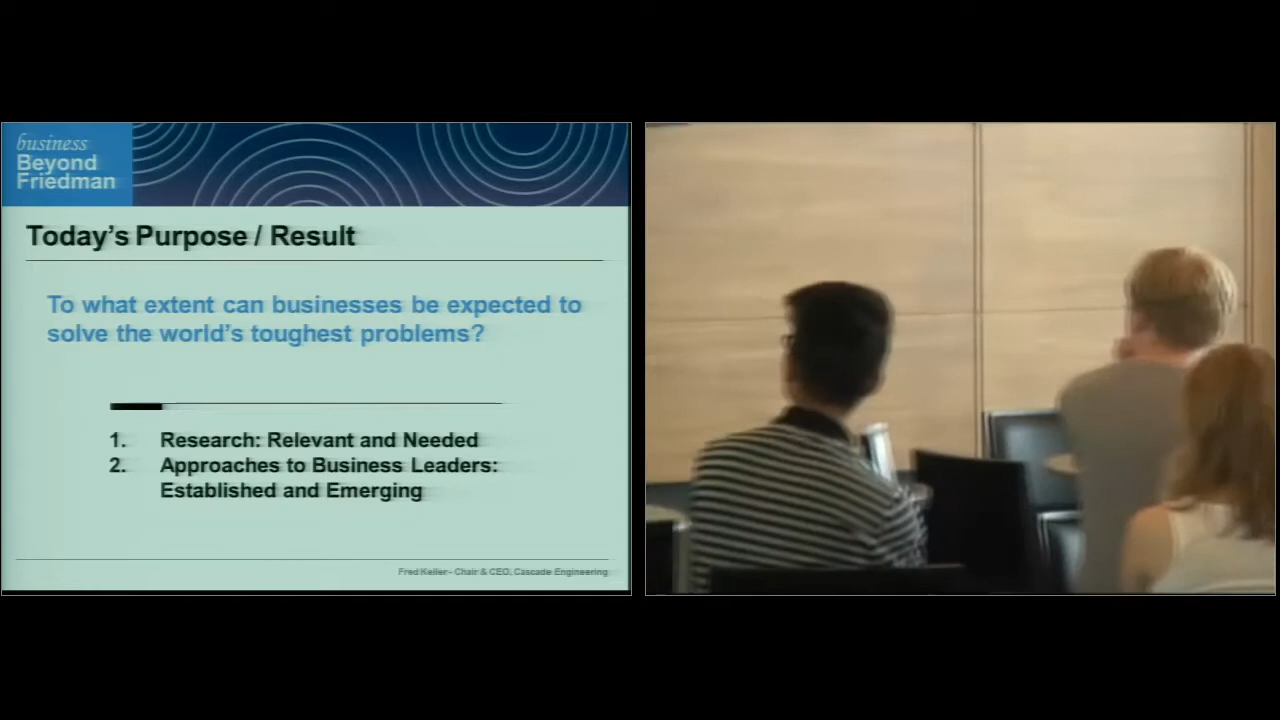 business
Beyond
Friedman
Today's Purpose / Result
To what extent can businesses be expected to
solve the world's toughest problems?
1. Research: Relevant and Needed
2. Approaches to Business Leaders:
Established and Emerging
Fred Keller - Chair & CEO, Cascade Engineering